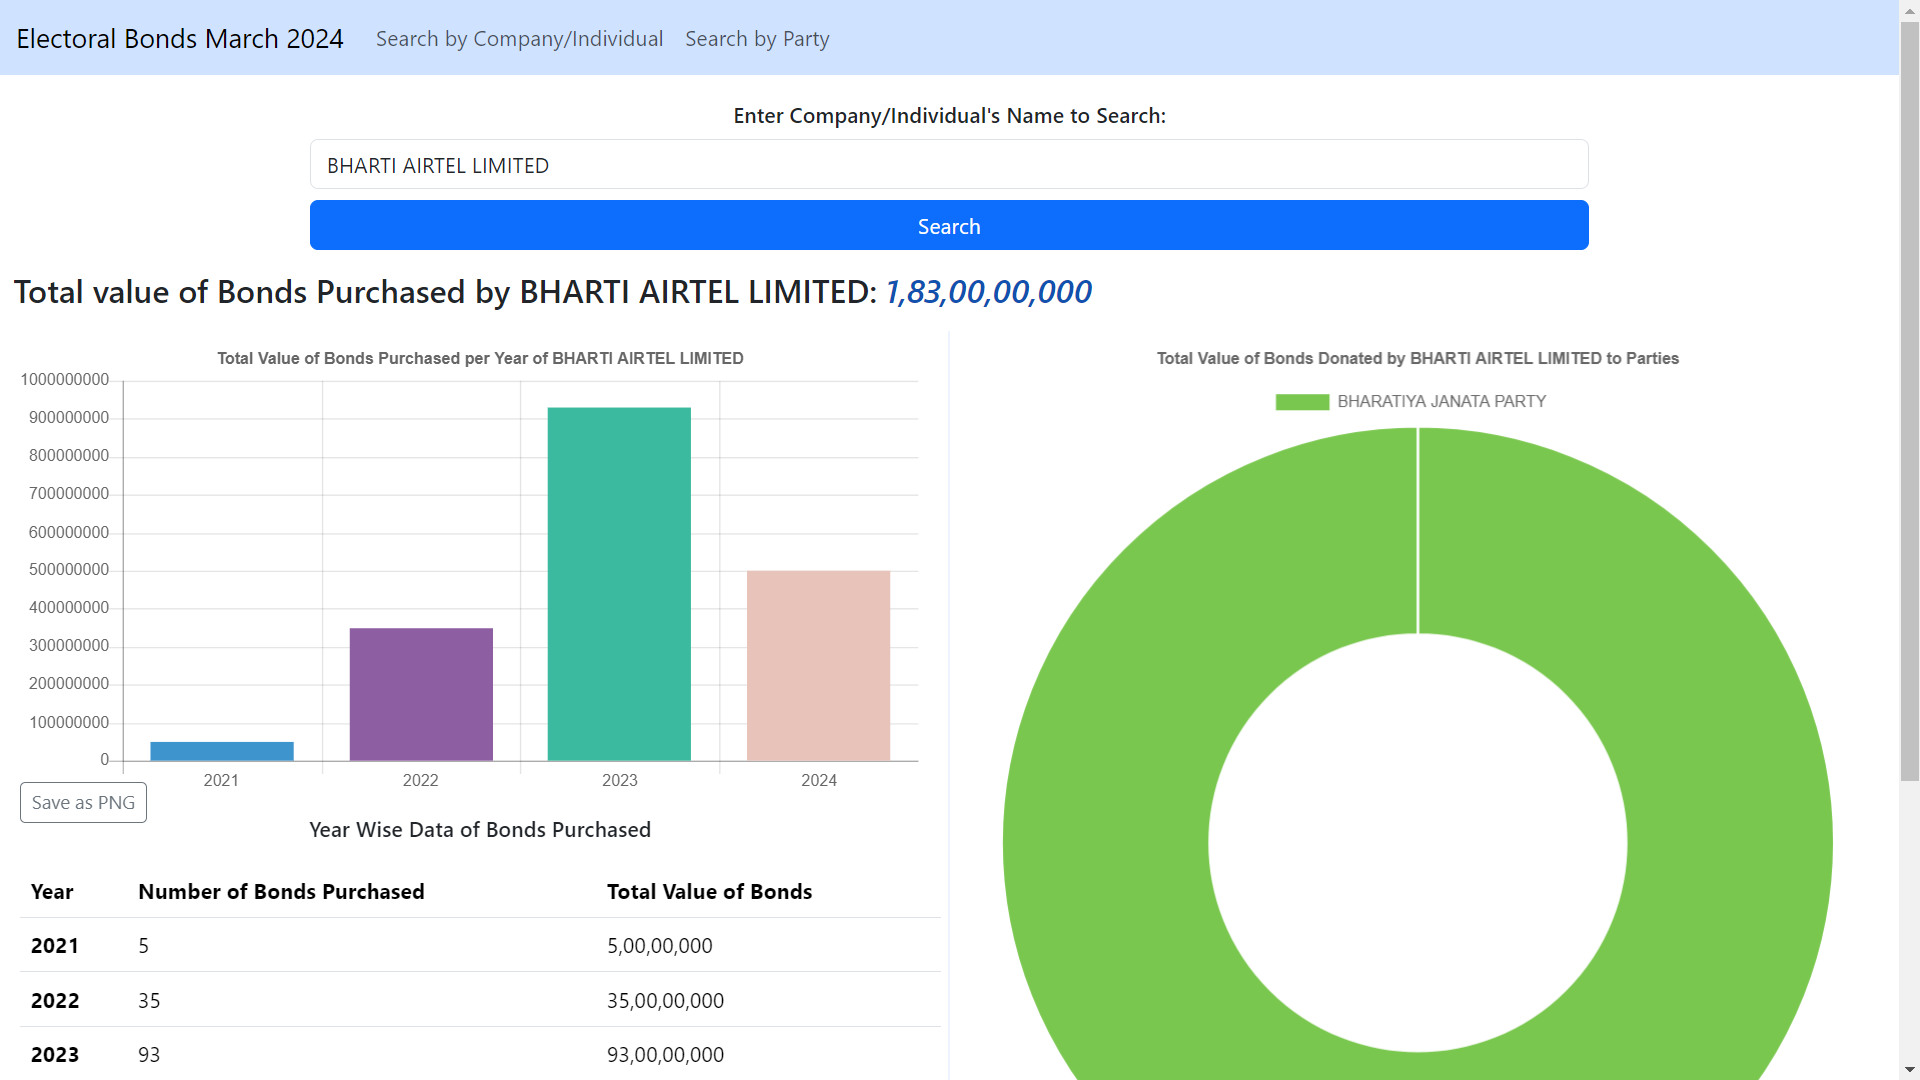 Electoral Bonds March 2024 Search by Company/Individual Search by Party
Enter Company/Individual's Name to Search:
BHARTI AIRTEL LIMITED
Search
Total value of Bonds Purchased by BHARTI AIRTEL LIMITED: 1,83,00,00,000
Total Value of Bonds Purchased per Year of BHARTI AIRTEL LIMITED
1000000000
900000000
800000000
700000000
600000000
500000000
400000000
300000000
200000000
100000000
0
2021 2022 2023 2024
Save as PNG
Year Wise Data of Bonds Purchased
Year Number of Bonds Purchased Total Value of Bonds
2021 5 5,00,00,000
2022 35 35,00,00,000
2023 93 93,00,00,000
Total Value of Bonds Donated by BHARTI AIRTEL LIMITED to Parties
BHARATIYA JANATA PARTY